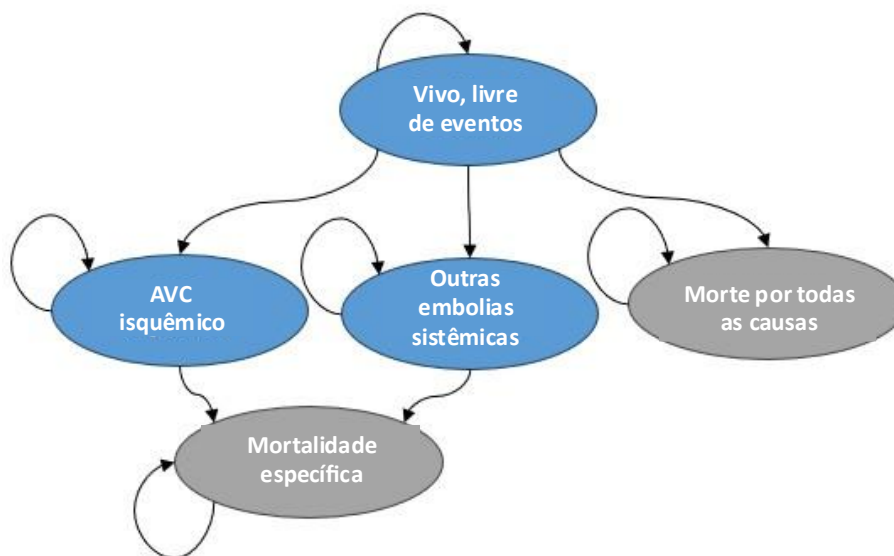 Vivo, livre
de eventos
AVC
isquêmico
Outras
embolias
sistêmicas
Morte por todas
as causas
Mortalidade
específica